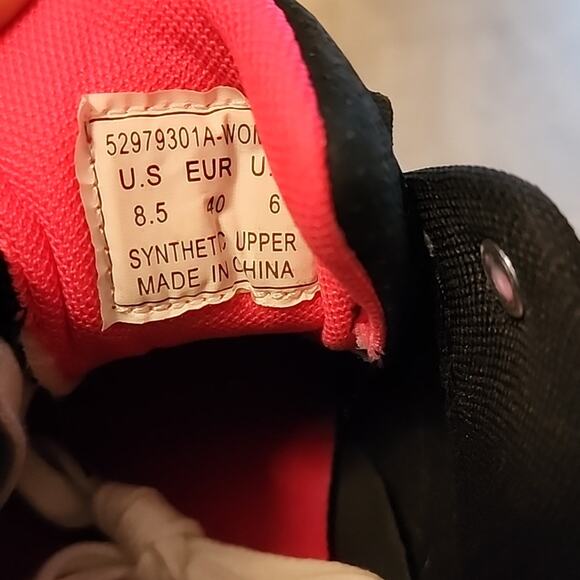 52979301A-WOM
U.S EUR U.
8.5 40 6
SYNTHETIC UPPER
MADE IN CHINA